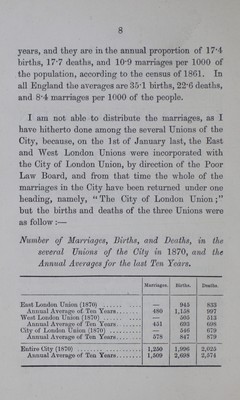 8
years, and they are in the annual proportion of 17·4
births, 17·7 deaths, and 10·9 marriages per 1000 of
the population, according to the census of 1861. In
all England the averages are 35·1 births, 22·6 deaths,
and 8·4 marriages per 1000 of the people.
I am not able to distribute the marriages, as I
have hitherto done among the several Unions of the
City, because, on the 1st of January last, the East
and West London Unions were incorporated with
the City of London Union, by direction of the Poor
Law Board, and from that time the whole of the
marriages in the City have been returned under one
heading, namely, “The City of London Union;”
but the births and deaths of the three Unions were
as follow :—
Number of Marriages, Births, and Deaths, in the
several Unions of the City in 1870, and the
Annual Averages for the last Ten Years.
Marriages. Births. Deaths.
East London Union (1870) ...... — 945 833
Annual Average of Ten Years...... 480 1,158 997
West London Union (1870) ...... — 505 513
Annual Average of Ten Years...... 451 693 698
City of London Union (1870) ...... — 546 679
Annual Average of Ten Years...... 578 847 879
Entire City (1870) ...... 1,250 1,996 2,025
Annual Average of Ten Years...... 1,509 2,698 2,574